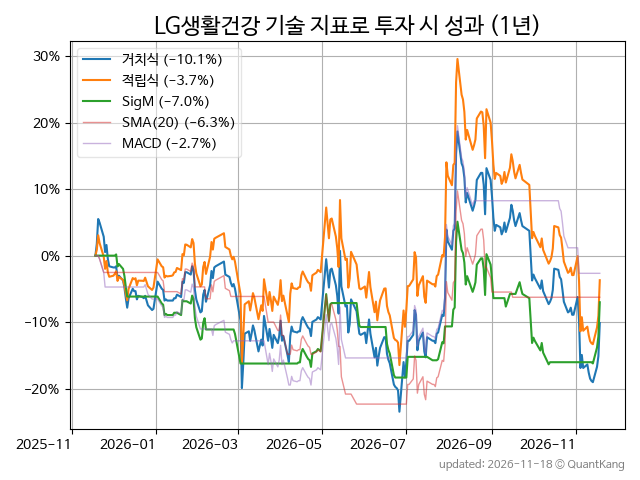 LG생활건강 기술 지표로 투자 시 성과 (1년)
30%
20%
10%
0%
−10%
−20%
거치식 (−10.1%)
적립식 (−3.7%)
SigM (−7.0%)
SMA(20) (−6.3%)
MACD (−2.7%)
2025-11
2026-01
2026-03
2026-05
2026-07
2026-09
2026-11
updated: 2026-11-18 © QuantKang